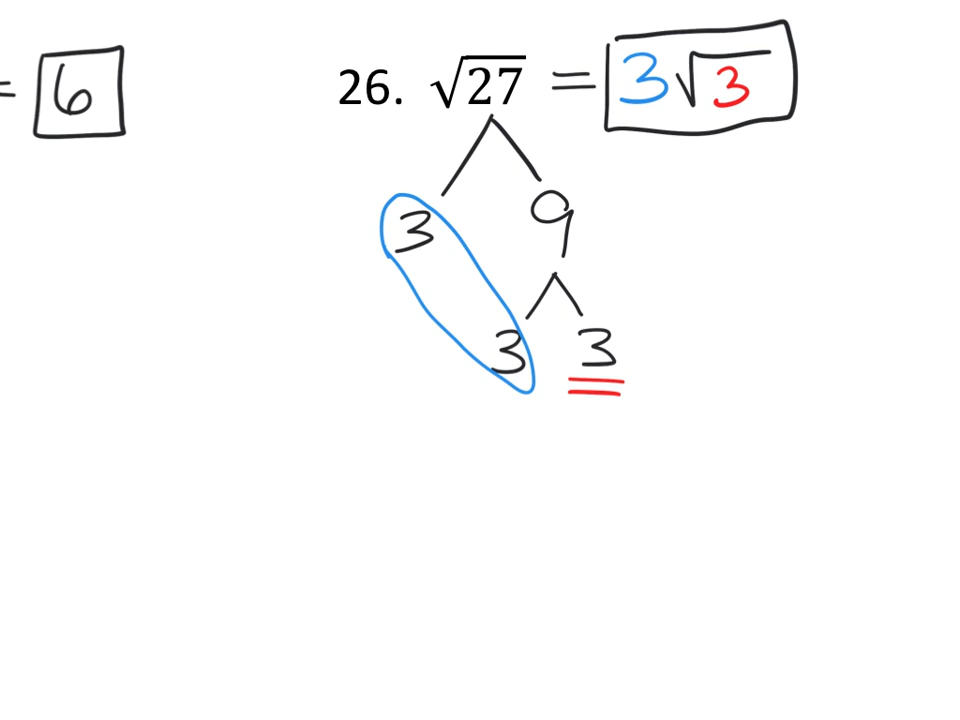 = 6
26. √27 = 3√3
3 9
3 3